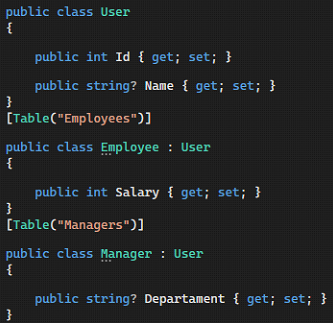 public class User
{
public int Id { get; set; }
public string? Name { get; set; }
}
[Table("Employees")]
public class Employee : User
{
public int Salary { get; set; }
}
[Table("Managers")]
public class Manager : User
{
public string? Departament { get; set; }
}